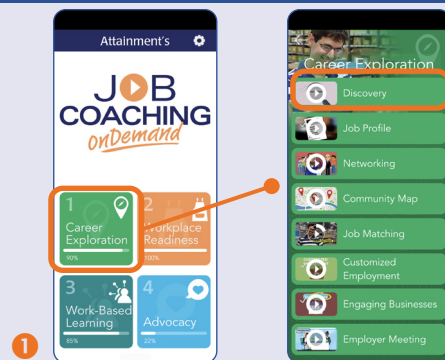 Attainment's
JOB
COACHING
onDemand
1
Career
Exploration
90%
2
Workplace
Readiness
100%
3
Work-Based
Learning
85%
4
Advocacy
22%
1
Career Exploration
Discovery
Job Profile
Networking
Community Map
Job Matching
Customized
Employment
Engaging Businesses
Employer Meeting